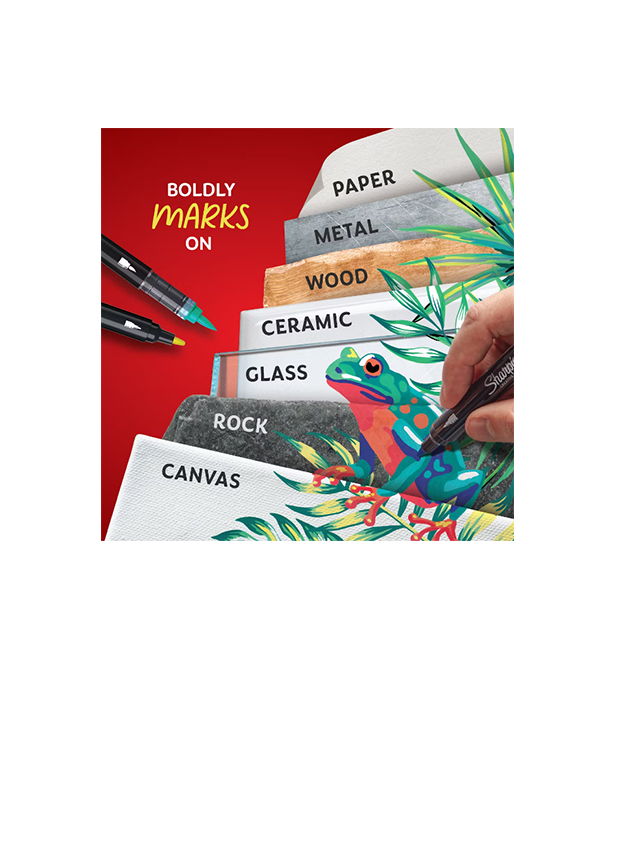 BOLDLY
MARKS
ON
PAPER
METAL
WOOD
CERAMIC
GLASS
ROCK
CANVAS
Sharpie